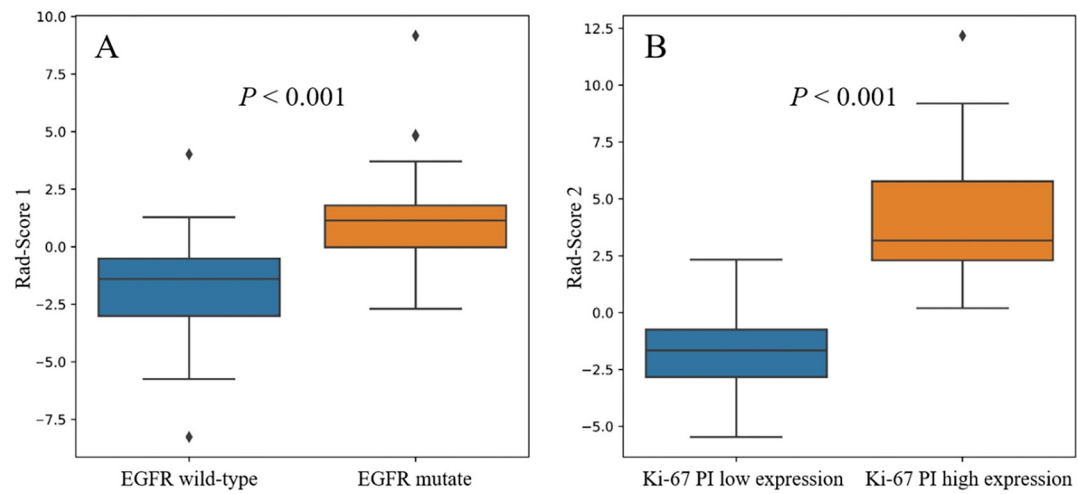 A
P < 0.001
Rad-Score 1
10.0
7.5
5.0
2.5
0.0
−2.5
−5.0
−7.5
EGFR wild-type
EGFR mutate
B
P < 0.001
Rad-Score 2
12.5
10.0
7.5
5.0
2.5
0.0
−2.5
−5.0
Ki-67 PI low expression
Ki-67 PI high expression